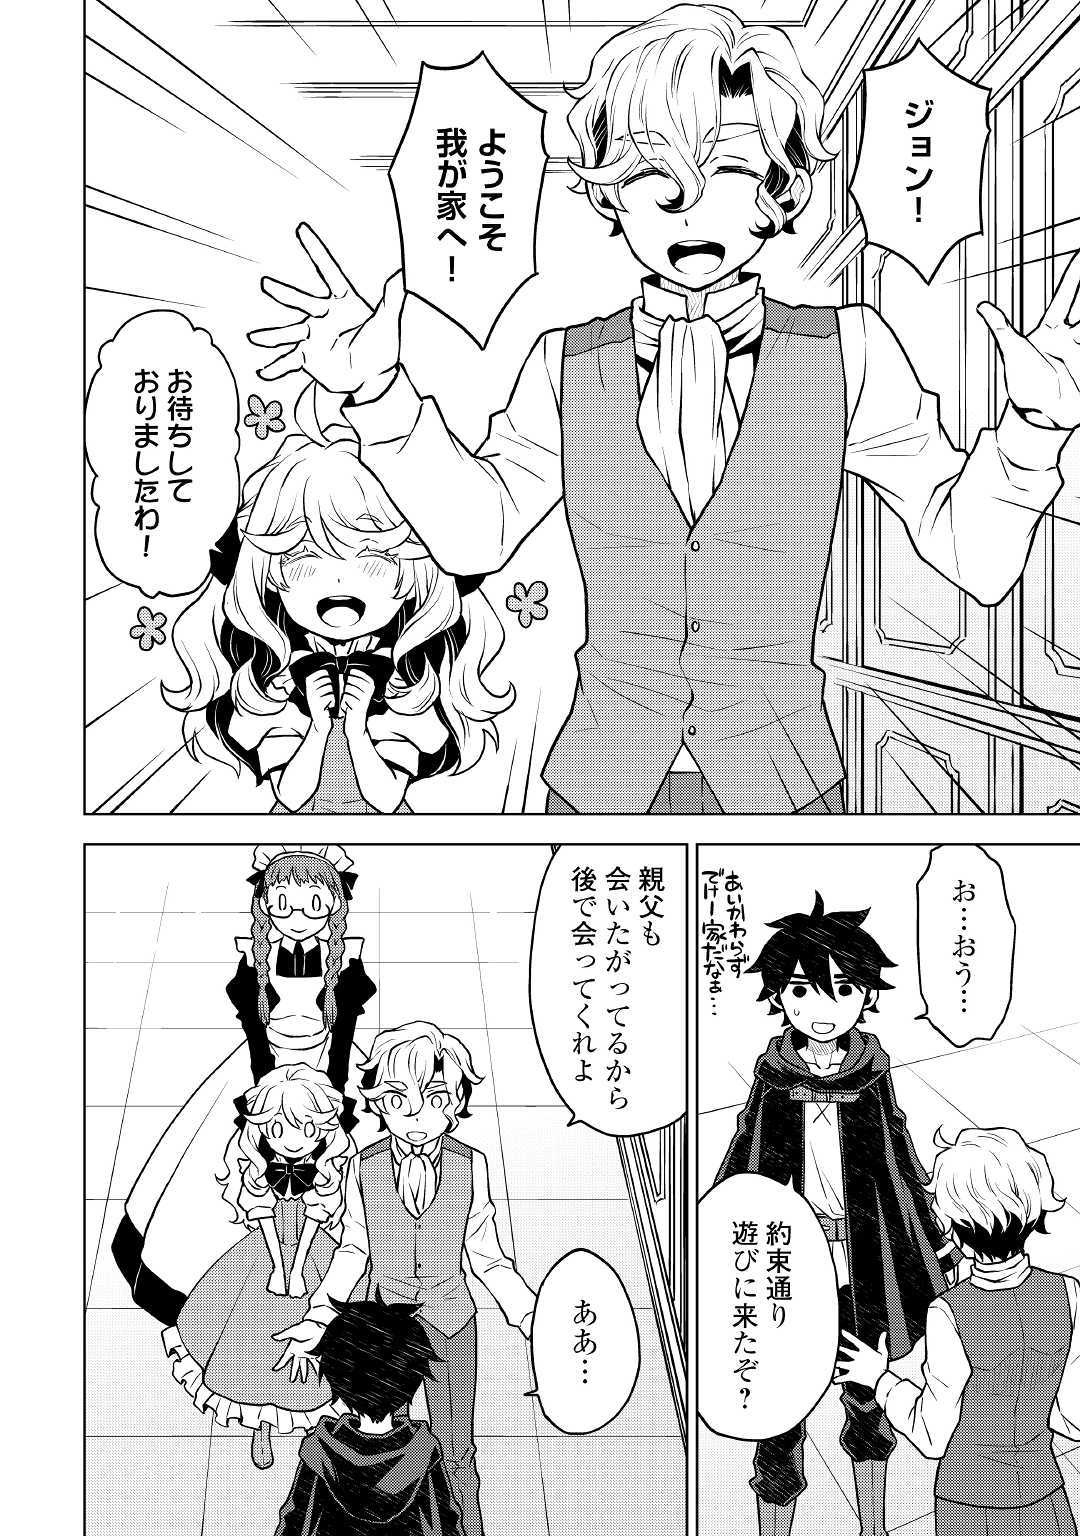 ジョン！
ようこそ
我が家へ！
お待ちして
おりましたわ！
お…おう…
あいかわらず
でけー家だなぁ…
約束通り
遊びに来たぞ？
親父も
会いたがってるから
後で会ってくれよ
ああ…